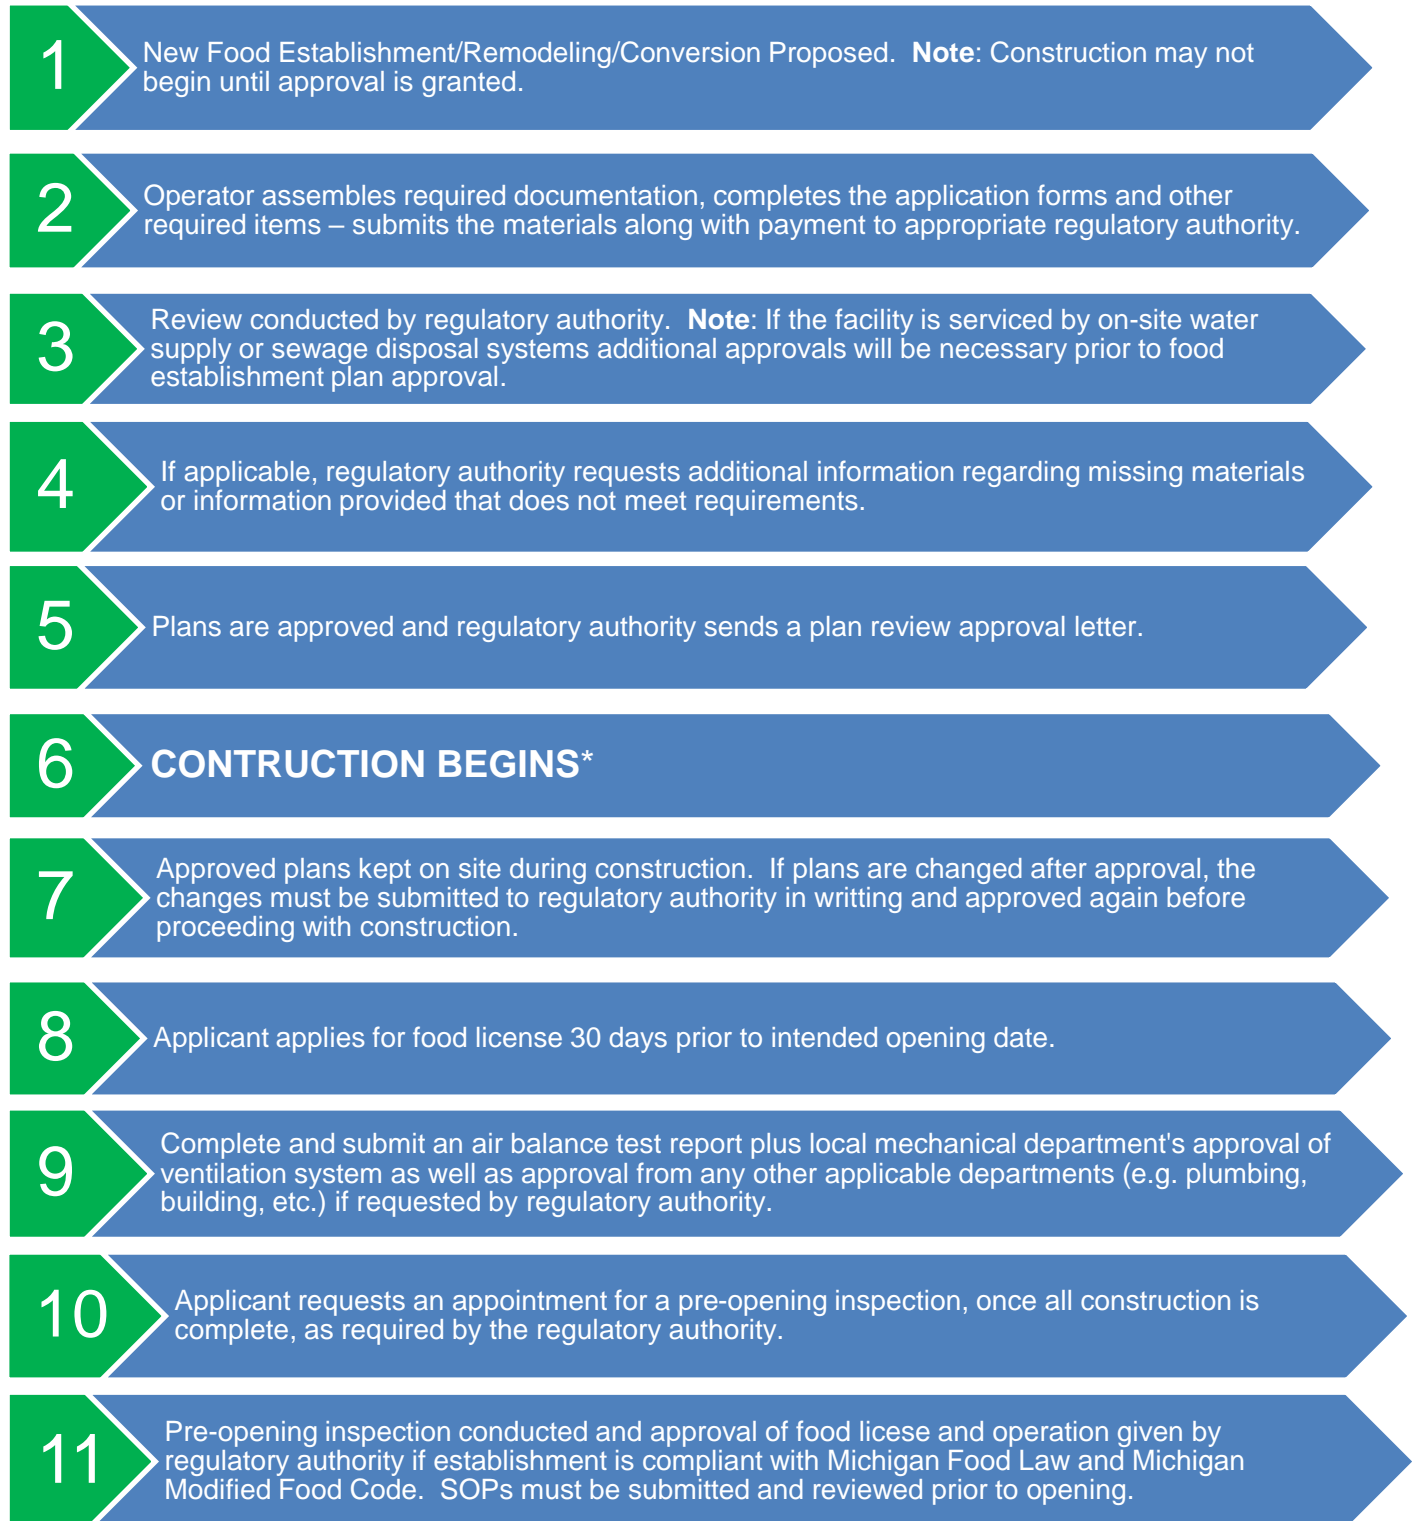 1
New Food Establishment/Remodeling/Conversion Proposed.  Note: Construction may not
begin until approval is granted.
2
Operator assembles required documentation, completes the application forms and other
required items – submits the materials along with payment to appropriate regulatory authority.
3
Review conducted by regulatory authority.  Note: If the facility is serviced by on-site water
supply or sewage disposal systems additional approvals will be necessary prior to food
establishment plan approval.
4
If applicable, regulatory authority requests additional information regarding missing materials
or information provided that does not meet requirements.
5
Plans are approved and regulatory authority sends a plan review approval letter.
6
CONTRUCTION BEGINS*
7
Approved plans kept on site during construction.  If plans are changed after approval, the
changes must be submitted to regulatory authority in writting and approved again before
proceeding with construction.
8
Applicant applies for food license 30 days prior to intended opening date.
9
Complete and submit an air balance test report plus local mechanical department's approval of
ventilation system as well as approval from any other applicable departments (e.g. plumbing,
building, etc.) if requested by regulatory authority.
10
Applicant requests an appointment for a pre-opening inspection, once all construction is
complete, as required by the regulatory authority.
11
Pre-opening inspection conducted and approval of food licese and operation given by
regulatory authority if establishment is compliant with Michigan Food Law and Michigan
Modified Food Code.  SOPs must be submitted and reviewed prior to opening.